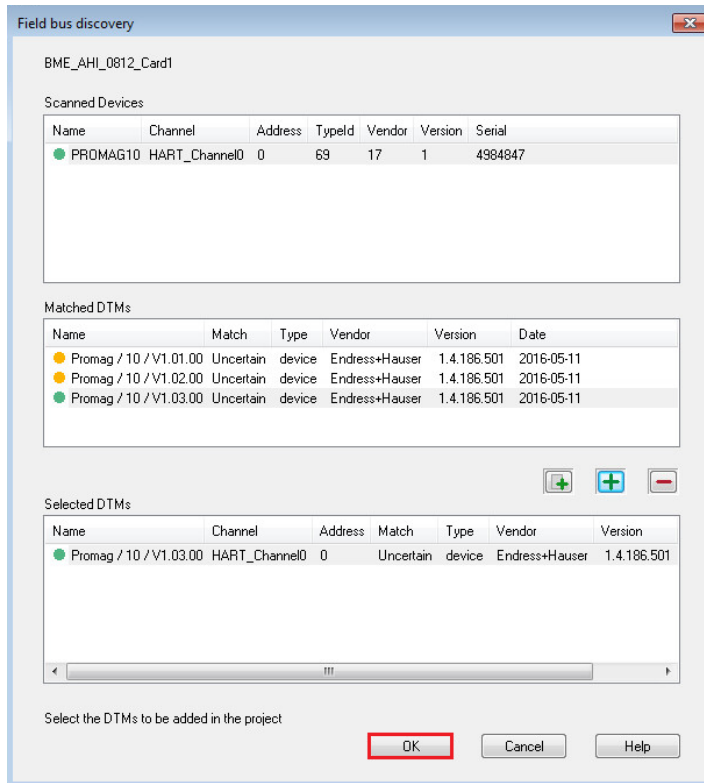 Field bus discovery
BME_AHI_0812_Card1
Scanned Devices
Name Channel Address TypeId Vendor Version Serial
PROMAG10 HART_Channel0 0 69 17 1 4984847
Matched DTMs
Name Match Type Vendor Version Date
Promag / 10 / V1.01.00 Uncertain device Endress+Hauser 1.4.186.501 2016-05-11
Promag / 10 / V1.02.00 Uncertain device Endress+Hauser 1.4.186.501 2016-05-11
Promag / 10 / V1.03.00 Uncertain device Endress+Hauser 1.4.186.501 2016-05-11
Selected DTMs
Name Channel Address Match Type Vendor Version
Promag / 10 / V1.03.00 HART_Channel0 0 Uncertain device Endress+Hauser 1.4.186.501
Select the DTMs to be added in the project
OK Cancel Help